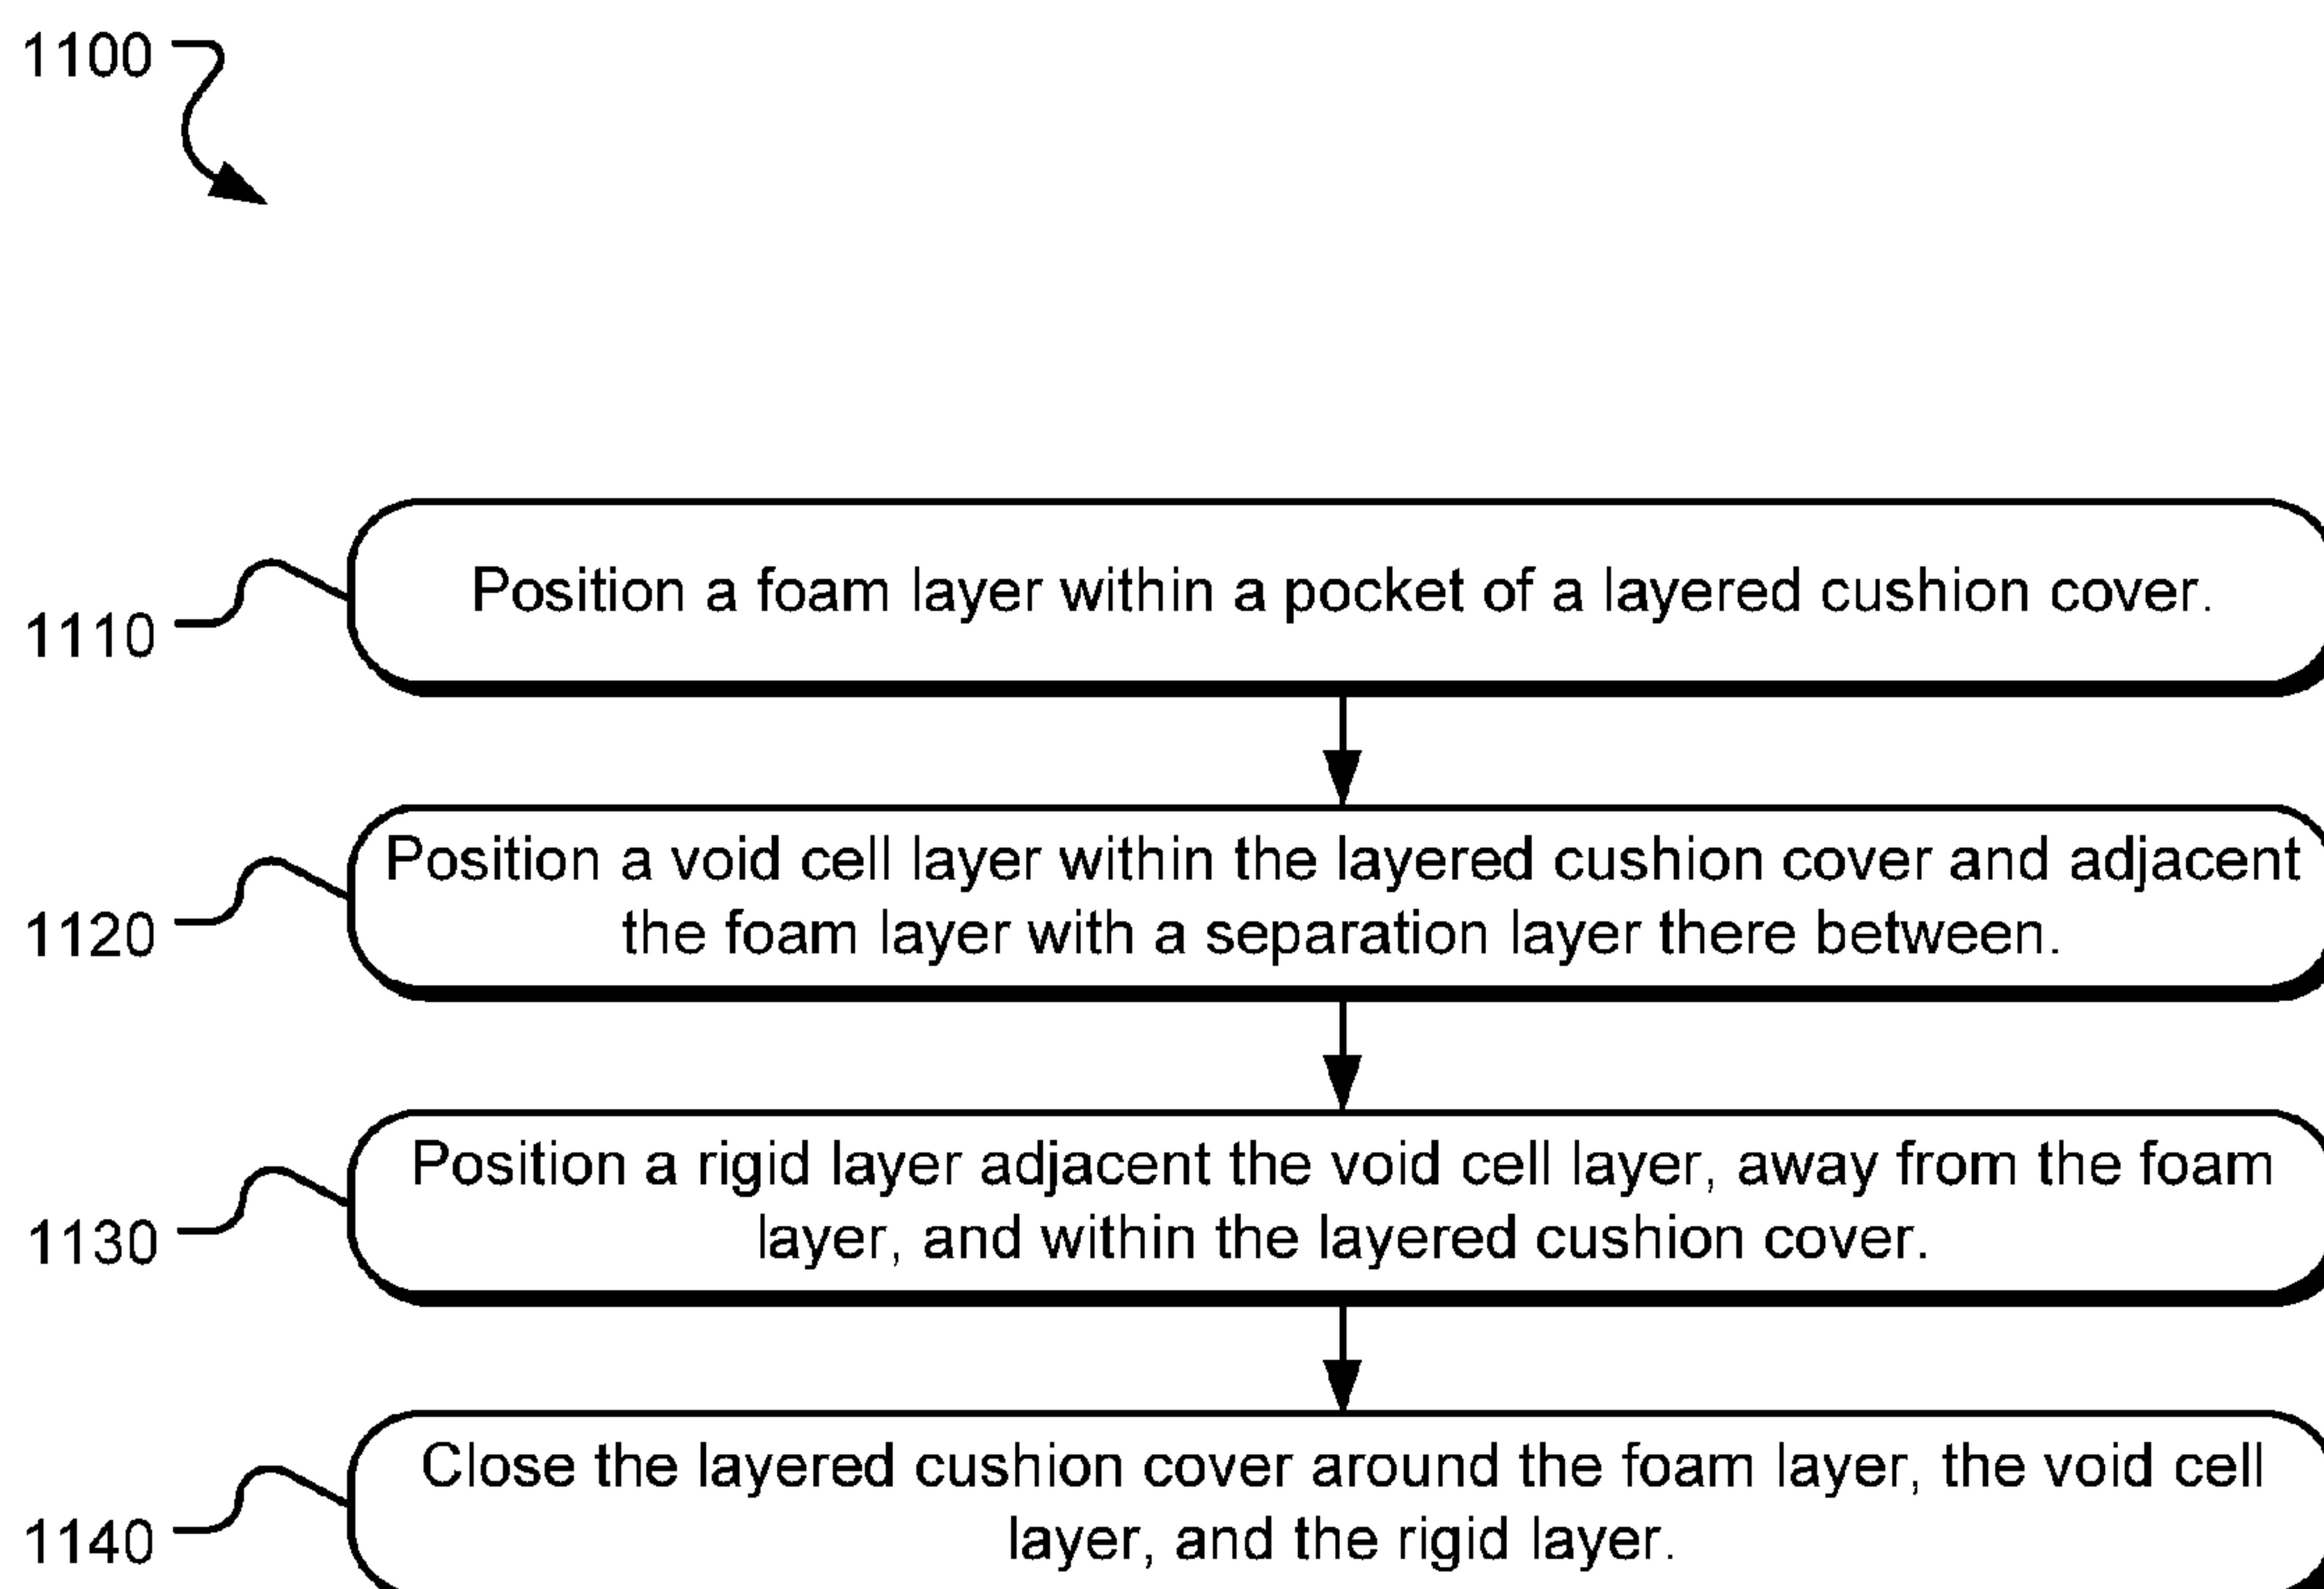 1100
Position a foam layer within a pocket of a layered cushion cover.
1110
Position a void cell layer within the layered cushion cover and adjacent
the foam layer with a separation layer there between.
1120
Position a rigid layer adjacent the void cell layer, away from the foam
layer, and within the layered cushion cover.
1130
Close the layered cushion cover around the foam layer, the void cell
layer, and the rigid layer.
1140